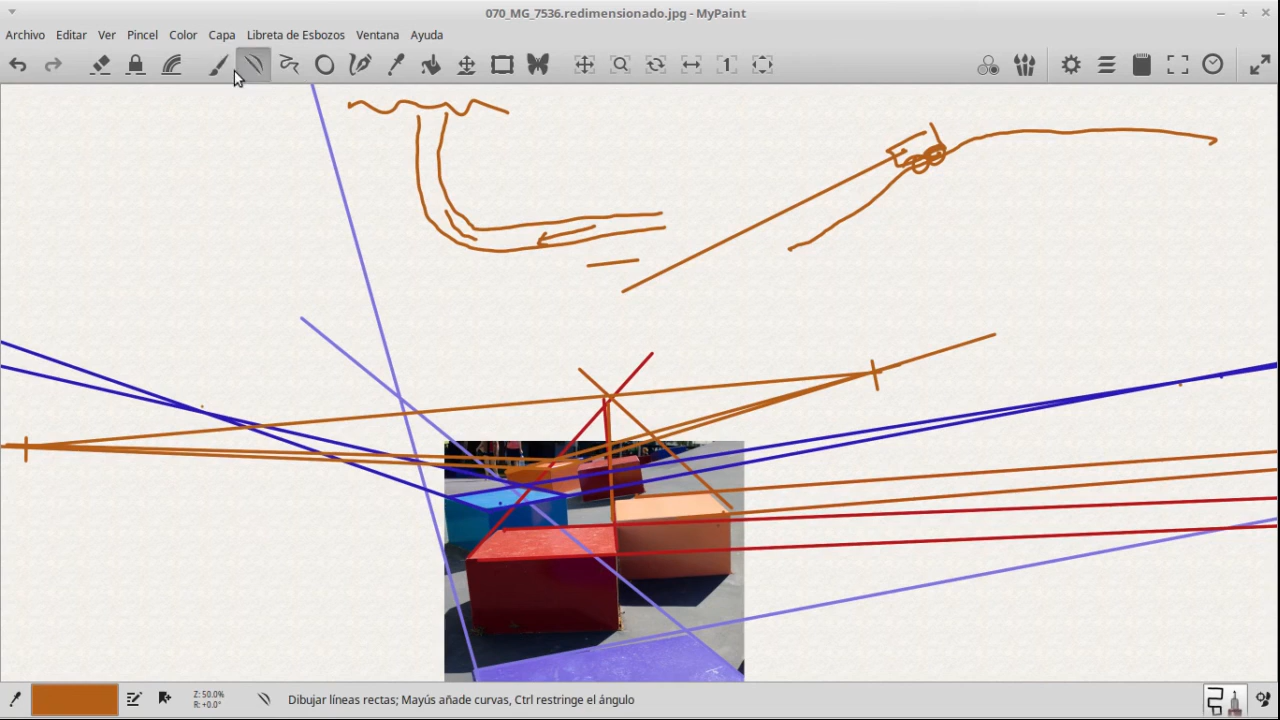 070_MG_7536.redimensionado.jpg - MyPaint
Archivo Editar Ver Pincel Color Capa Libreta de Esbozos Ventana Ayuda
1
Z: 50.0%
R: +0.0°
Dibujar líneas rectas; Mayús añade curvas, Ctrl restringe el ángulo